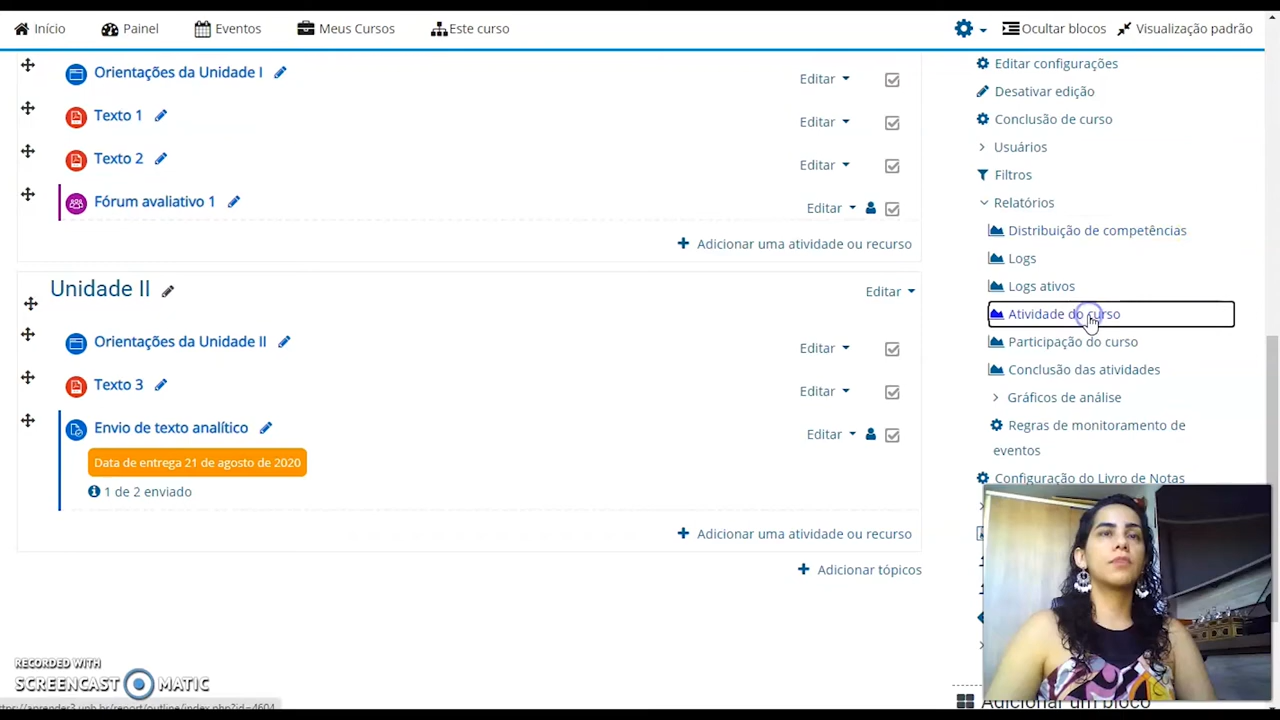 Início
Painel
Eventos
Meus Cursos
Este curso
Ocultar blocos
Visualização padrão
Orientações da Unidade I
Editar
Texto 1
Editar
Texto 2
Editar
Fórum avaliativo 1
Editar
Adicionar uma atividade ou recurso
Unidade II
Editar
Orientações da Unidade II
Editar
Texto 3
Editar
Envio de texto analítico
Editar
Data de entrega 21 de agosto de 2020
1 de 2 enviado
Adicionar uma atividade ou recurso
Adicionar tópicos
Editar configurações
Desativar edição
Conclusão de curso
Usuários
Filtros
Relatórios
Distribuição de competências
Logs
Logs ativos
Atividade do curso
Participação do curso
Conclusão das atividades
Gráficos de análise
Regras de monitoramento de
eventos
Configuração do Livro de Notas
Adicionar um bloco
RECORDED WITH
SCREENCAST MATIC